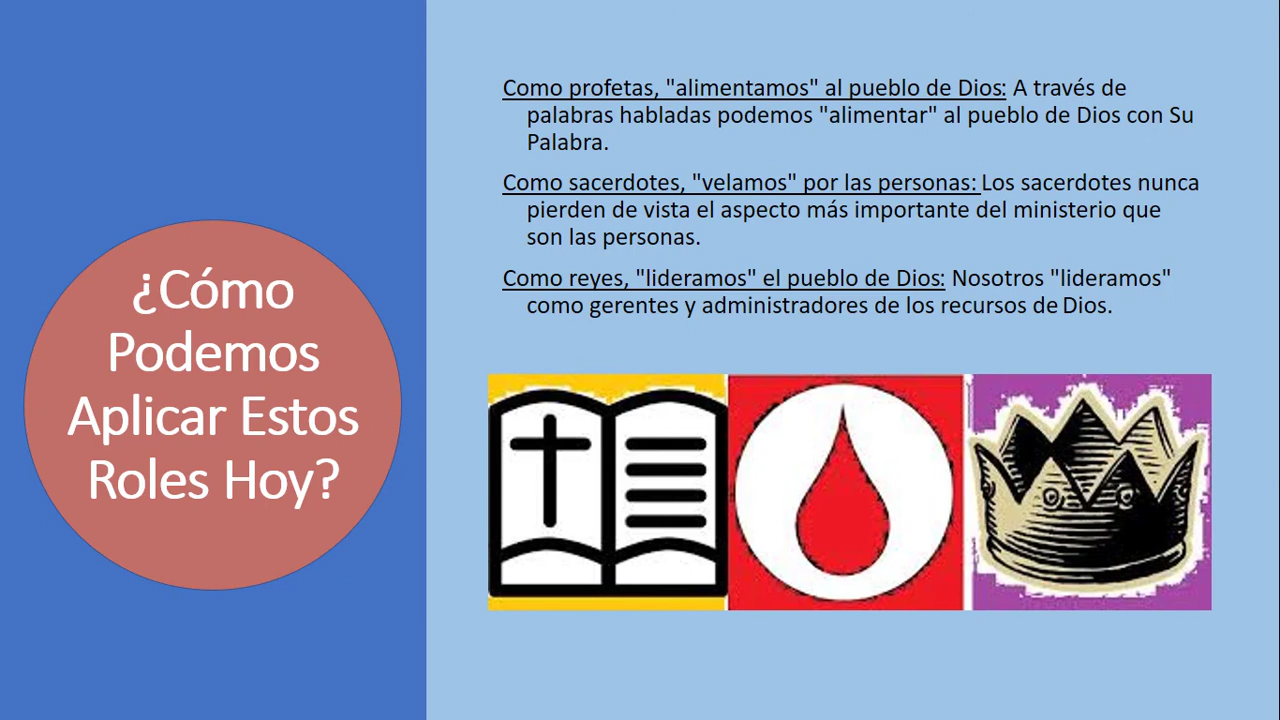 ¿Cómo
Podemos
Aplicar Estos
Roles Hoy?
Como profetas, "alimentamos" al pueblo de Dios: A través de
palabras habladas podemos "alimentar" al pueblo de Dios con Su
Palabra.
Como sacerdotes, "velamos" por las personas: Los sacerdotes nunca
pierden de vista el aspecto más importante del ministerio que
son las personas.
Como reyes, "lideramos" el pueblo de Dios: Nosotros "lideramos"
como gerentes y administradores de los recursos de Dios.